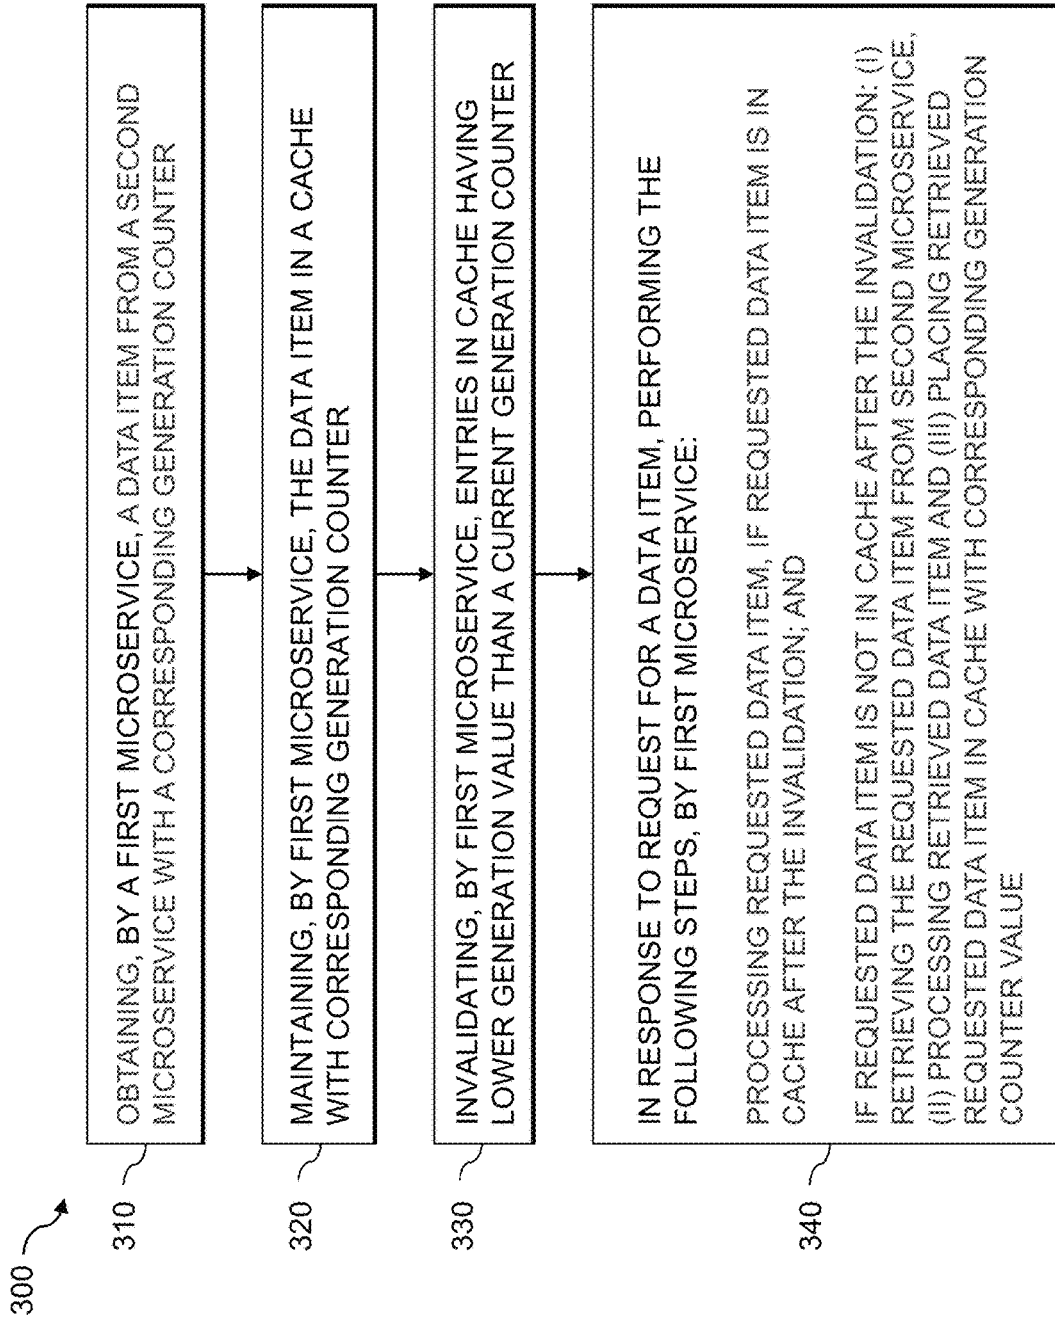 300
310
OBTAINING, BY A FIRST MICROSERVICE, A DATA ITEM FROM A SECOND
MICROSERVICE WITH A CORRESPONDING GENERATION COUNTER
320
MAINTAINING, BY FIRST MICROSERVICE, THE DATA ITEM IN A CACHE
WITH CORRESPONDING GENERATION COUNTER
330
INVALIDATING, BY FIRST MICROSERVICE, ENTRIES IN CACHE HAVING
LOWER GENERATION VALUE THAN A CURRENT GENERATION COUNTER
340
IN RESPONSE TO REQUEST FOR A DATA ITEM, PERFORMING THE
FOLLOWING STEPS, BY FIRST MICROSERVICE:
PROCESSING REQUESTED DATA ITEM, IF REQUESTED DATA ITEM IS IN
CACHE AFTER THE INVALIDATION; AND
IF REQUESTED DATA ITEM IS NOT IN CACHE AFTER THE INVALIDATION: (I)
RETRIEVING THE REQUESTED DATA ITEM FROM SECOND MICROSERVICE,
(II) PROCESSING RETRIEVED DATA ITEM AND (III) PLACING RETRIEVED
REQUESTED DATA ITEM IN CACHE WITH CORRESPONDING GENERATION
COUNTER VALUE